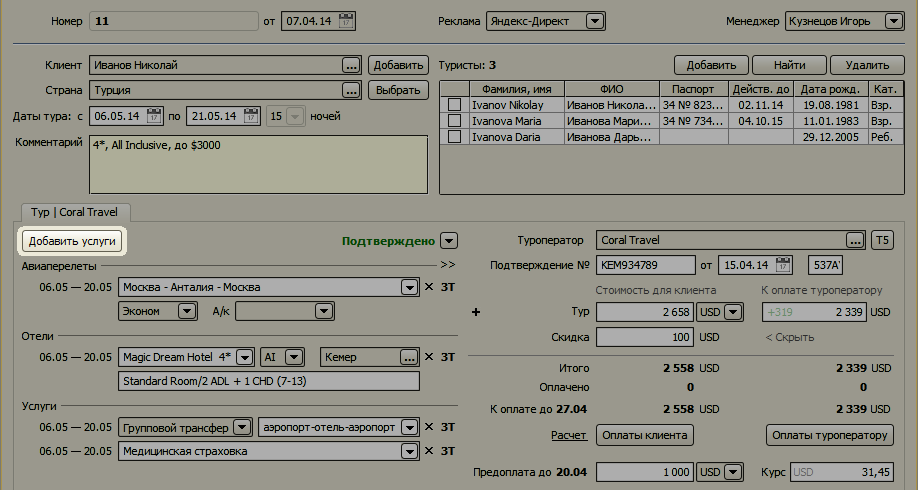 Номер 11 от 07.04.14 Реклама Яндекс-Директ Менеджер Кузнецов Игорь
Клиент Иванов Николай ... Добавить Туристы: 3 Добавить Найти Удалить
Страна Турция ... Выбрать
Фамилия, имя ФИО Паспорт Действ. до Дата рожд. Кат.
Ivanov Nikolay Иванов Никола... 34 № 823... 02.11.14 19.08.1981 Взр.
Ivanova Maria Иванова Мари... 34 № 734... 04.10.15 11.01.1983 Взр.
Ivanova Daria Иванова Дарь... 29.12.2005 Реб.
Даты тура: с 06.05.14 по 21.05.14 15 ночей
Комментарий 4*, All Inclusive, до $3000
Тур | Coral Travel
Добавить услуги Подтверждено Туроператор Coral Travel ... T5
Авиаперелеты >> Подтверждение № KEM934789 от 15.04.14 537A
06.05 — 20.05 Москва - Анталия - Москва × 3Т
Эконом А/к
Стоимость для клиента К оплате туроператору
+ Тур 2 658 USD +319 2 339 USD
Скидка 100 USD < Скрыть
Отели
06.05 — 20.05 Magic Dream Hotel 4* AI Кемер ... × 3Т
Standard Room/2 ADL + 1 CHD (7-13)
Итого 2 558 USD 2 339 USD
Оплачено 0 0
К оплате до 27.04 2 558 USD 2 339 USD
Услуги
06.05 — 20.05 Групповой трансфер аэропорт-отель-аэропорт × 3Т
06.05 — 20.05 Медицинская страховка × 3Т
Расчет Оплаты клиента Оплаты туроператору
Предоплата до 20.04 1 000 USD Курс USD 31,45